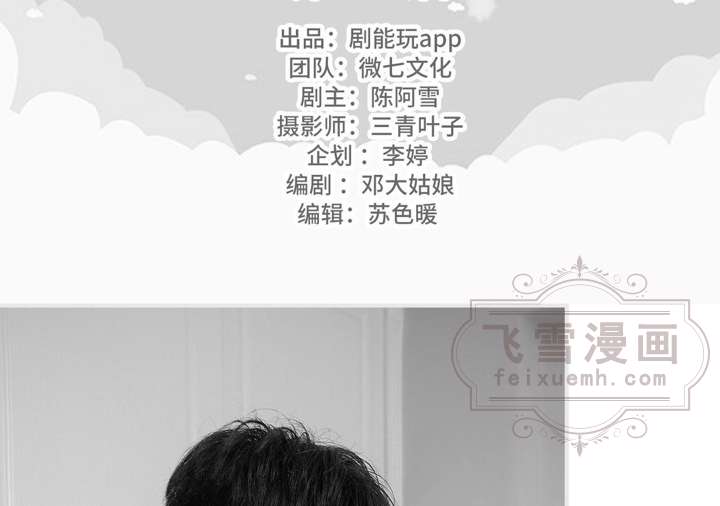 出品：剧能玩app
团队：微七文化
剧主：陈阿雪
摄影师：三青叶子
企划：李婷
编剧：邓大姑娘
编辑：苏色暖
飞雪漫画
feixuemh.com